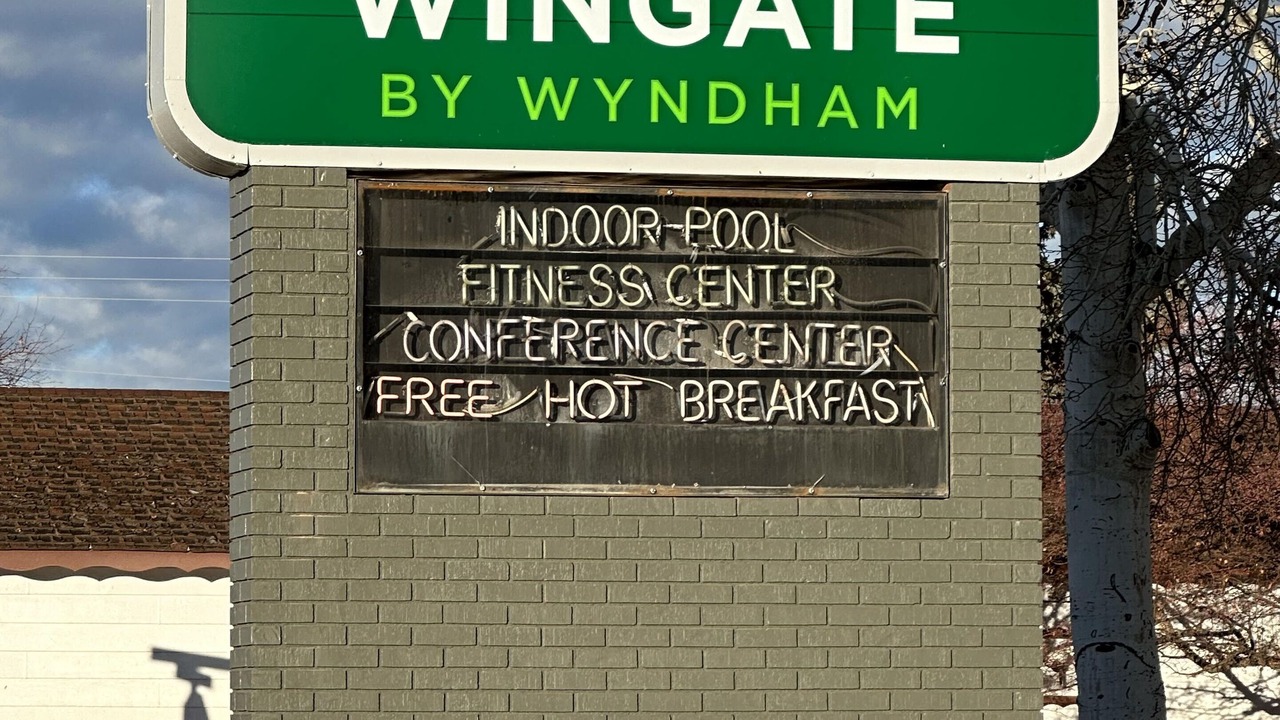 WINGATE
BY WYNDHAM
INDOOR POOL
FITNESS CENTER
CONFERENCE CENTER
FREE HOT BREAKFAST